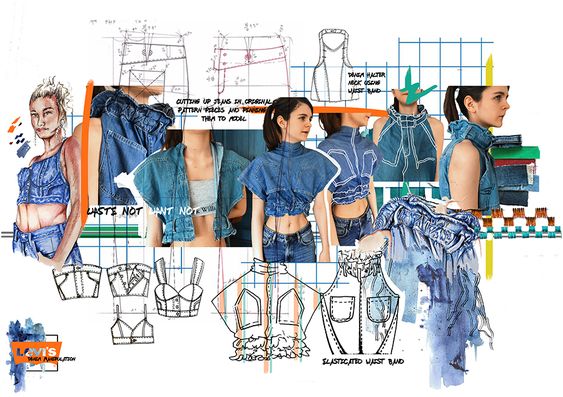 DENIM HALTER
NECK USING
WAIST BAND
CUTTING UP JEANS IN ORIGINAL
PATTERN PIECES AND PINNING
THEM TO MODEL
WASTE NOT WANT NOT
Levi's
DENIM MANIPULATION
ELASTICATED WAIST BAND